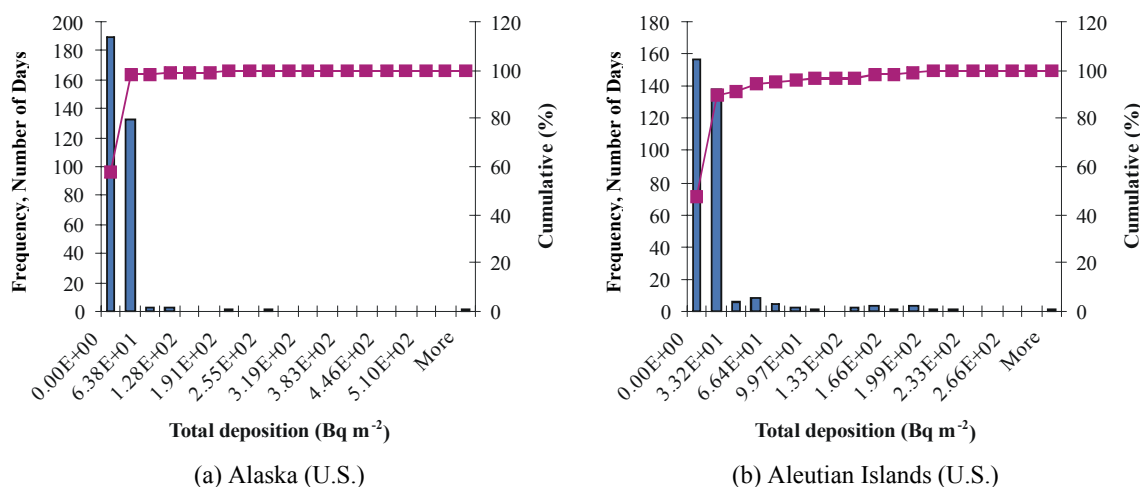 200
180
160
140
120
100
80
60
40
20
0
Frequency, Number of Days
120
100
80
60
40
20
0
Cumulative (%)
0.00E+00
6.38E+01
1.28E+02
1.91E+02
2.55E+02
3.19E+02
3.83E+02
4.46E+02
5.10E+02
More
Total deposition (Bq m⁻²)
(a) Alaska (U.S.)
180
160
140
120
100
80
60
40
20
0
Frequency, Number of Days
120
100
80
60
40
20
0
Cumulative (%)
0.00E+00
3.32E+01
6.64E+01
9.97E+01
1.33E+02
1.66E+02
1.99E+02
2.33E+02
2.66E+02
More
Total deposition (Bq m⁻²)
(b) Aleutian Islands (U.S.)